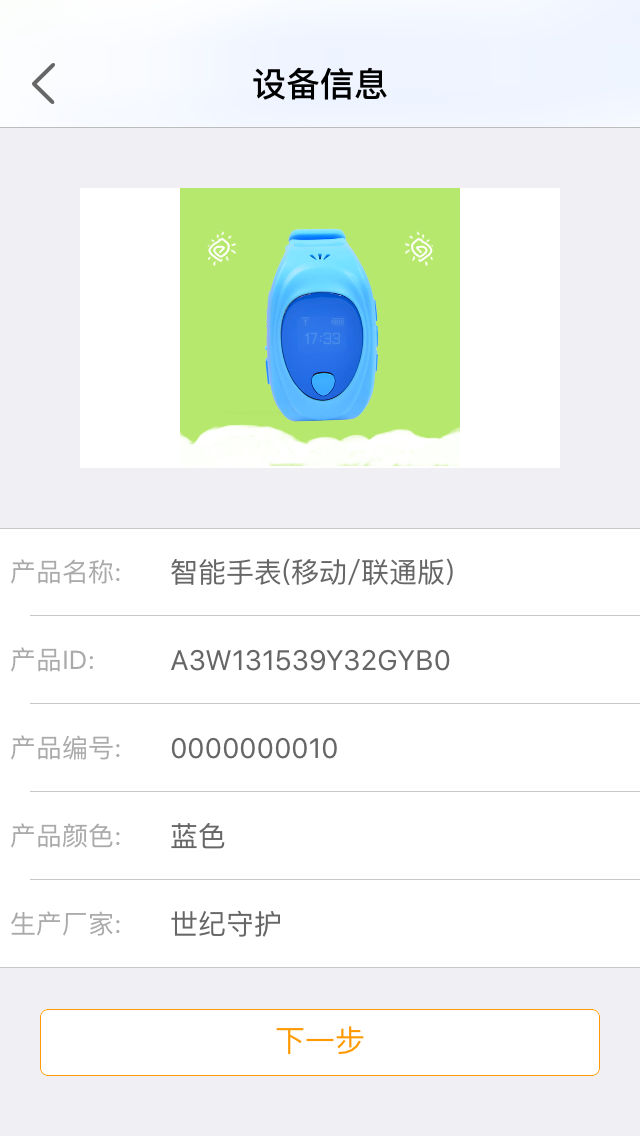 设备信息
17:33
产品名称: 智能手表(移动/联通版)
产品ID: A3W131539Y32GYB0
产品编号: 0000000010
产品颜色: 蓝色
生产厂家: 世纪守护
下一步